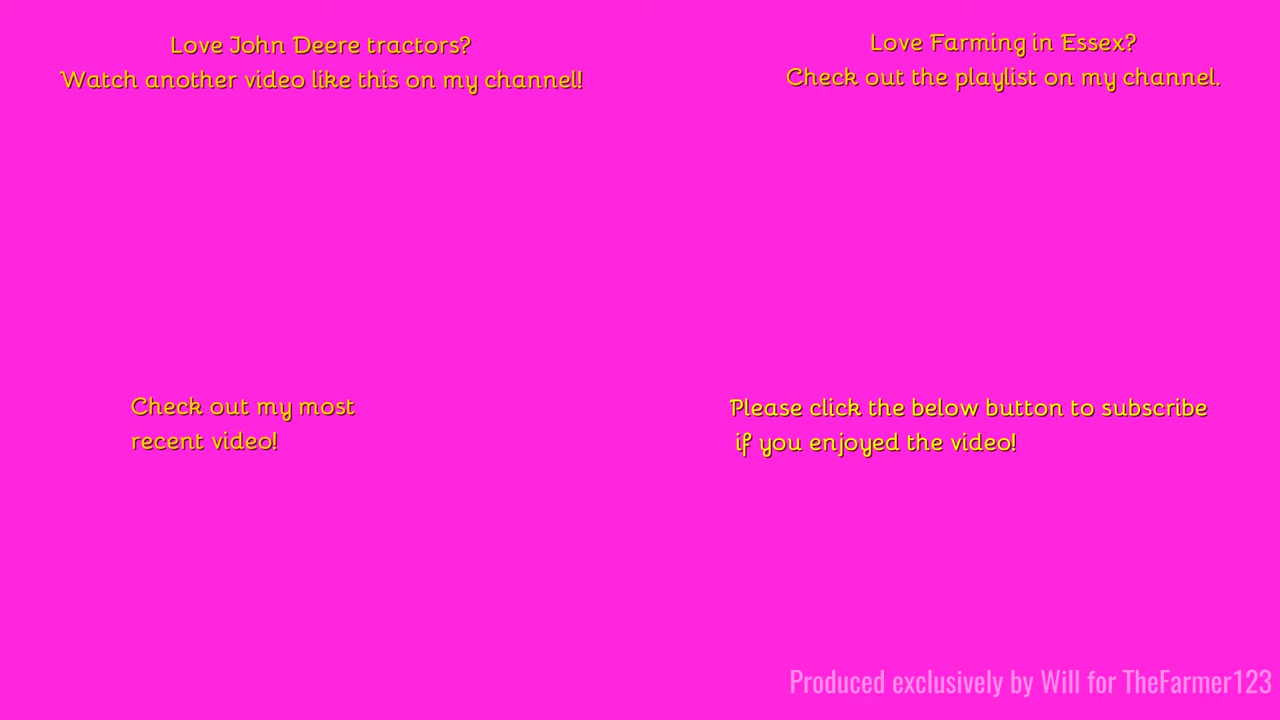 Love John Deere tractors?
Watch another video like this on my channel!
Love Farming in Essex?
Check out the playlist on my channel.
Check out my most
recent video!
Please click the below button to subscribe
if you enjoyed the video!
Produced exclusively by Will for TheFarmer123